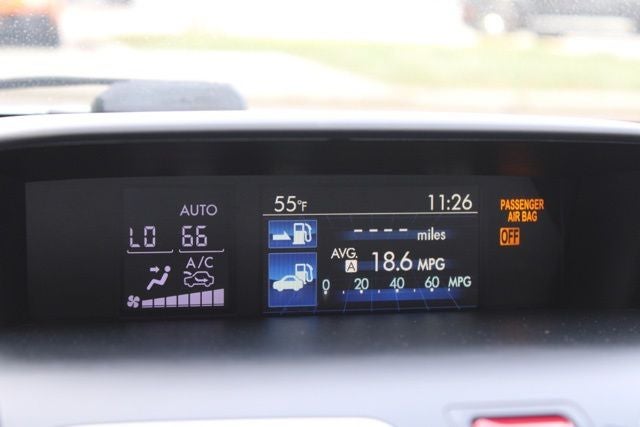 AUTO
LO 66
A/C
55°F 11:26
---- miles
AVG. A 18.6 MPG
0 20 40 60 MPG
PASSENGER
AIR BAG
OFF